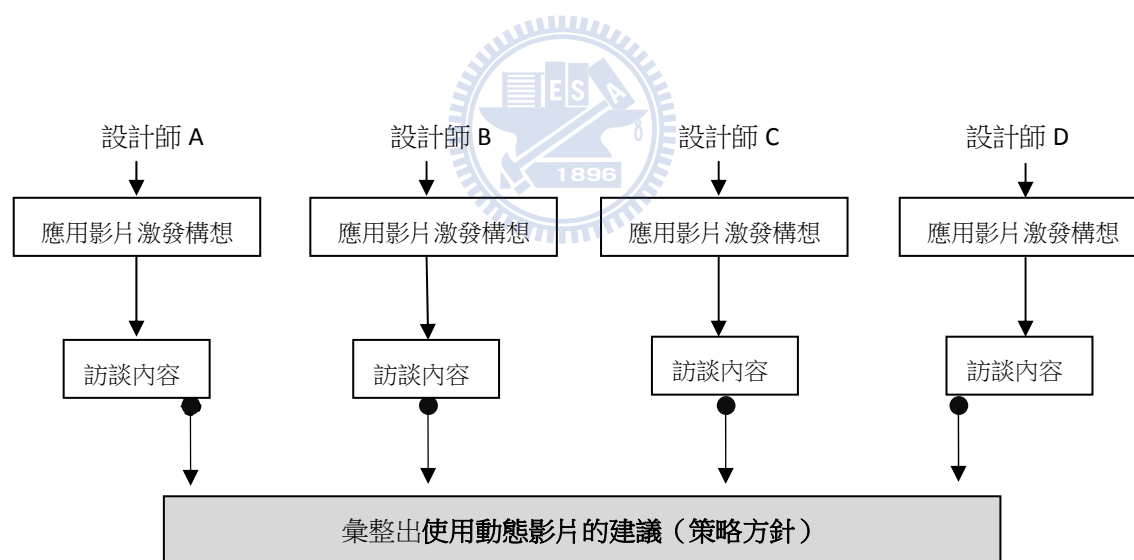 設計師 A 設計師 B 設計師 C 設計師 D
應用影片激發構想 應用影片激發構想 應用影片激發構想 應用影片激發構想
訪談內容 訪談內容 訪談內容 訪談內容
彙整出使用動態影片的建議（策略方針）
E S A
1896